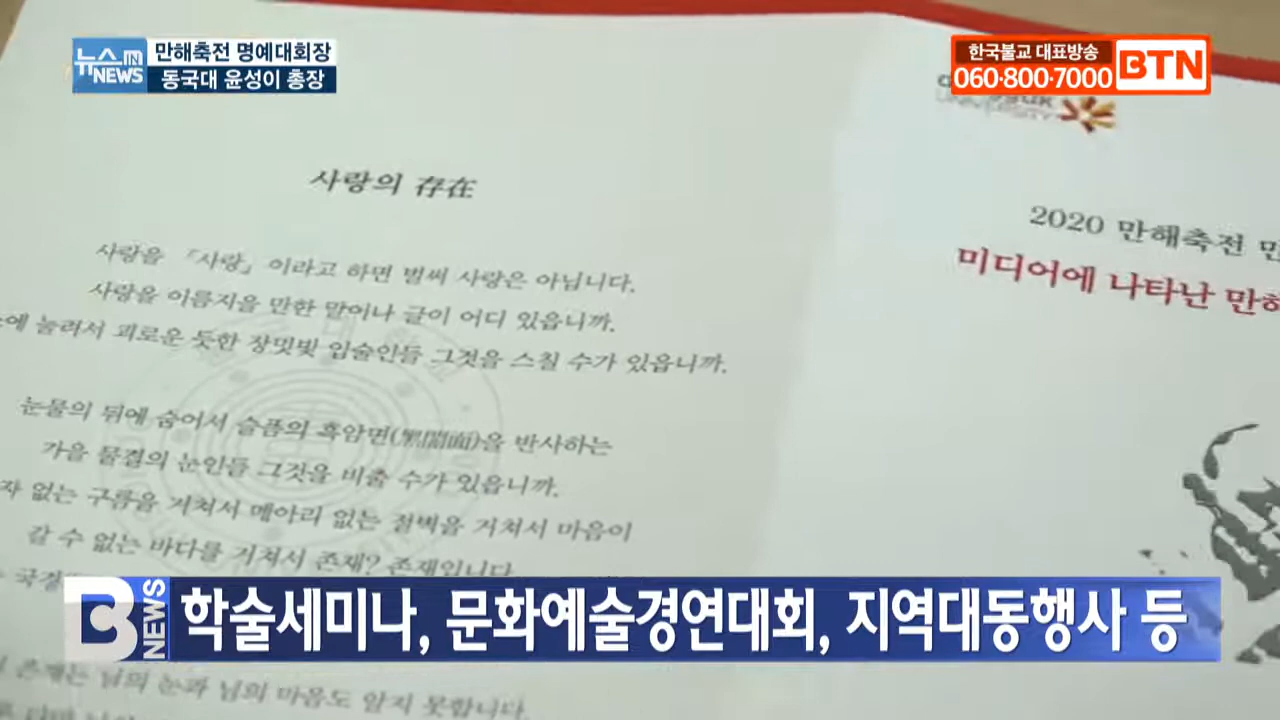 뉴스 IN
NEWS
만해축전 명예대회장
동국대 윤성이 총장
한국불교 대표방송
060·800·7000
BTN
UNIVERSITY
사랑의 存在
사랑을 「사랑」이라고 하면 벌써 사랑은 아닙니다.
사랑을 이름지을 만한 말이나 글이 어디 있읍니까.
에 눌려서 괴로운 듯한 장밋빛 입술인들 그것을 스칠 수가 있읍니까.
눈물의 뒤에 숨어서 슬픔의 흑암면(黑闇面)을 반사하는
가을 물결의 눈인들 그것을 비출 수가 있읍니까.
자 없는 구름을 거쳐서 메아리 없는 절벽을 거쳐서 마음이
갈 수 없는 바다를 거쳐서 존재? 존재입니다
국경
존재는 님의 눈과 님의 마음도 알지 못합니다.
2020 만해축전
미디어에 나타난 만해
B NEWS
학술세미나, 문화예술경연대회, 지역대동행사 등